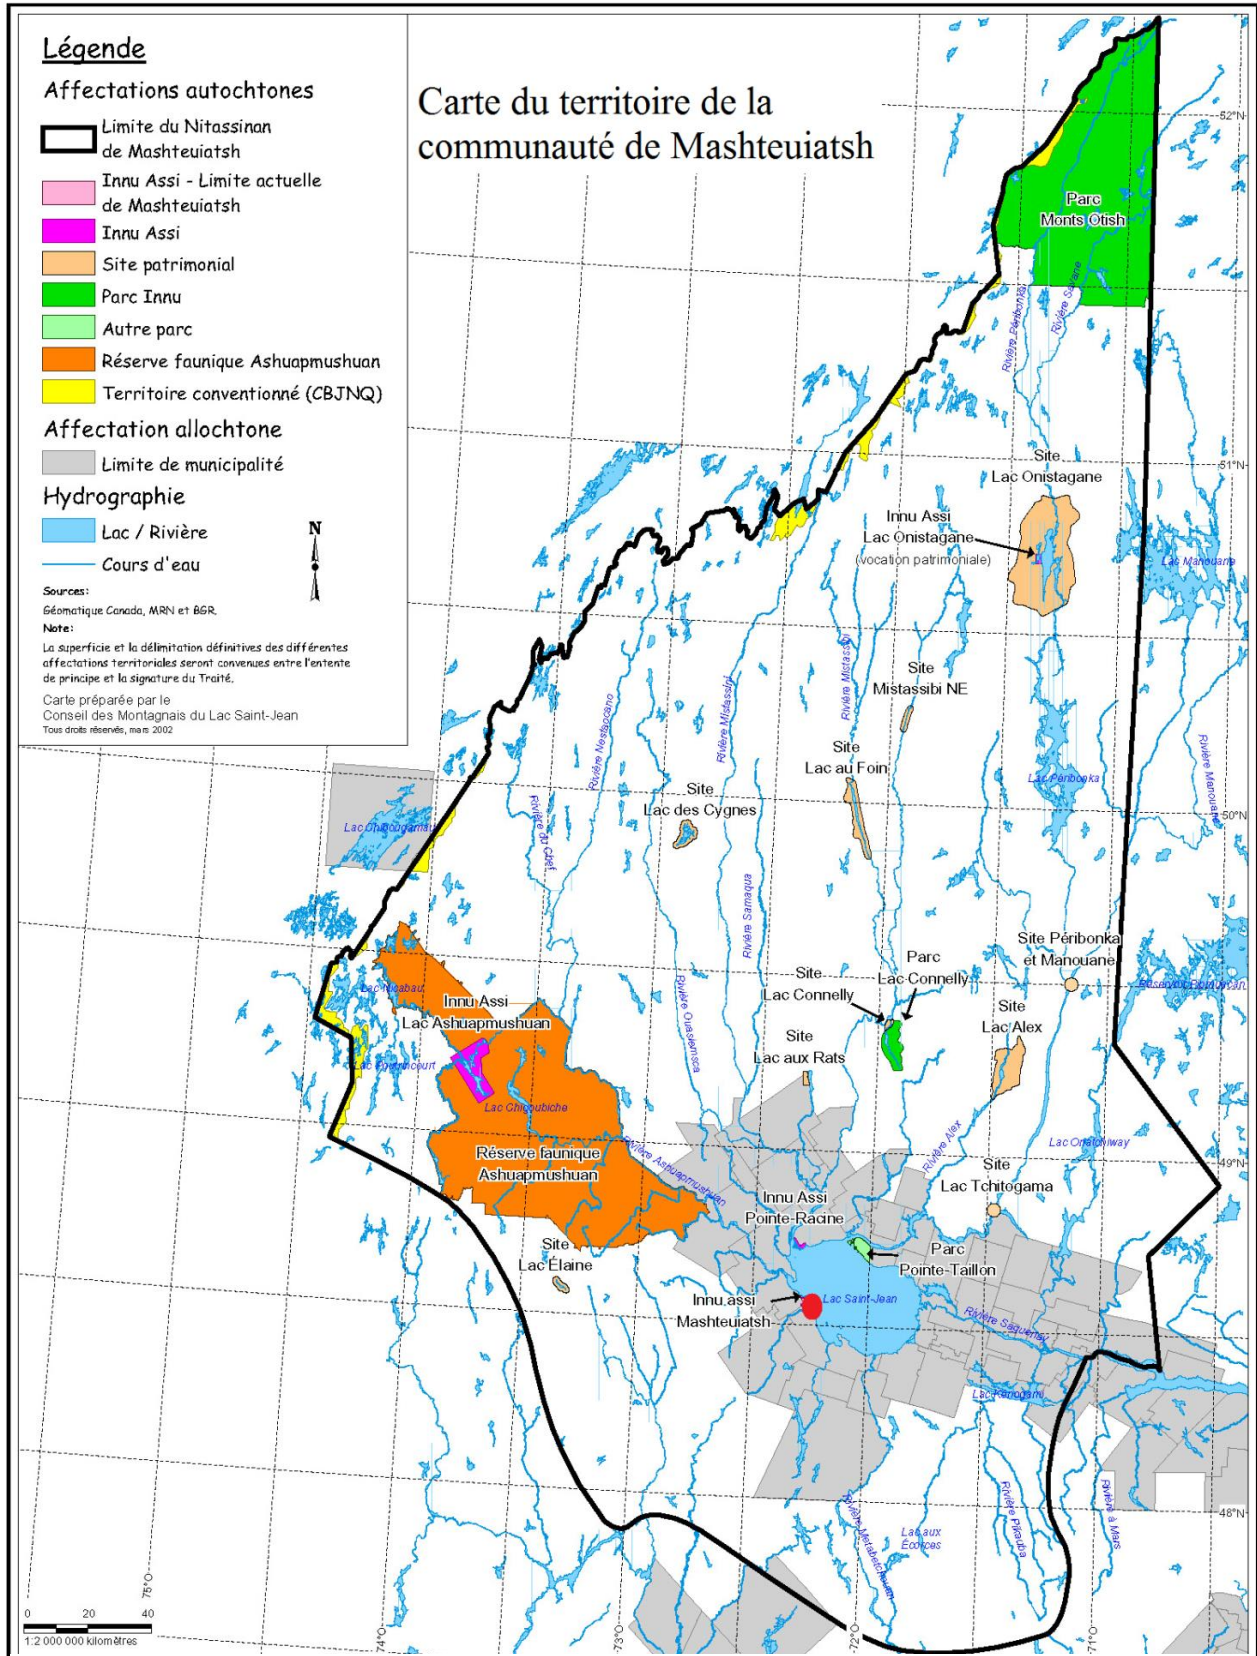 Légende
Affectations autochtones
Limite du Nitassinan
de Mashteuiatsh
Innu Assi - Limite actuelle
de Mashteuiatsh
Innu Assi
Site patrimonial
Parc Innu
Autre parc
Réserve faunique Ashuapmushuan
Territoire conventionné (CBJNQ)
Affectation allochtone
Limite de municipalité
Hydrographie
Lac / Rivière
Cours d'eau
N
Sources:
Géomatique Canada, MRN et BGR.
Note:
La superficie et la délimitation définitives des différentes
affectations territoriales seront convenues entre l'entente
de principe et la signature du Traité.
Carte préparée par le
Conseil des Montagnais du Lac Saint-Jean
Tous droits réservés, mars 2002
Carte du territoire de la
communauté de Mashteuiatsh
52°N
Parc
Monts Otish
Rivière Péribonka
Rivière Savane
51°N
Site
Lac Onistagane
Innu Assi
Lac Onistagane
(vocation patrimoniale)
Lac Manouane
Site
Mistassibi NE
Rivière Mistassibi
Rivière Mistassini
Rivière Nestaocano
Site
Lac au Foin
Lac Péribonka
Rivière Manouane
Site
Lac des Cygnes
50°N
Lac Chibougamau
Rivière du Chef
Rivière Samaqua
Site Péribonka
et Manouane
Parc
Lac Connelly
Site
Lac Connelly
Réservoir Pipmuacan
Lac Nicabau
Innu Assi
Lac Ashuapmushuan
Rivière Ouasiemsca
Site
Lac Alex
Site
Lac aux Rats
Lac Chigoubiche
Rivière Alex
Lac Onatchiway
49°N
Réserve faunique
Ashuapmushuan
Rivière Ashuapmushuan
Site
Lac Tchitogama
Innu Assi
Pointe-Racine
Site
Lac Élaine
Parc
Pointe-Taillon
Innu assi
Mashteuiatsh
Lac Saint-Jean
Rivière Saguenay
Lac Kénogami
48°N
Rivière Métabetchouan
Lac aux
Écorces
Rivière Pikauba
Rivière à Mars
75°O
74°O
73°O
72°O
71°O
0 20 40
1:2 000 000 kilomètres